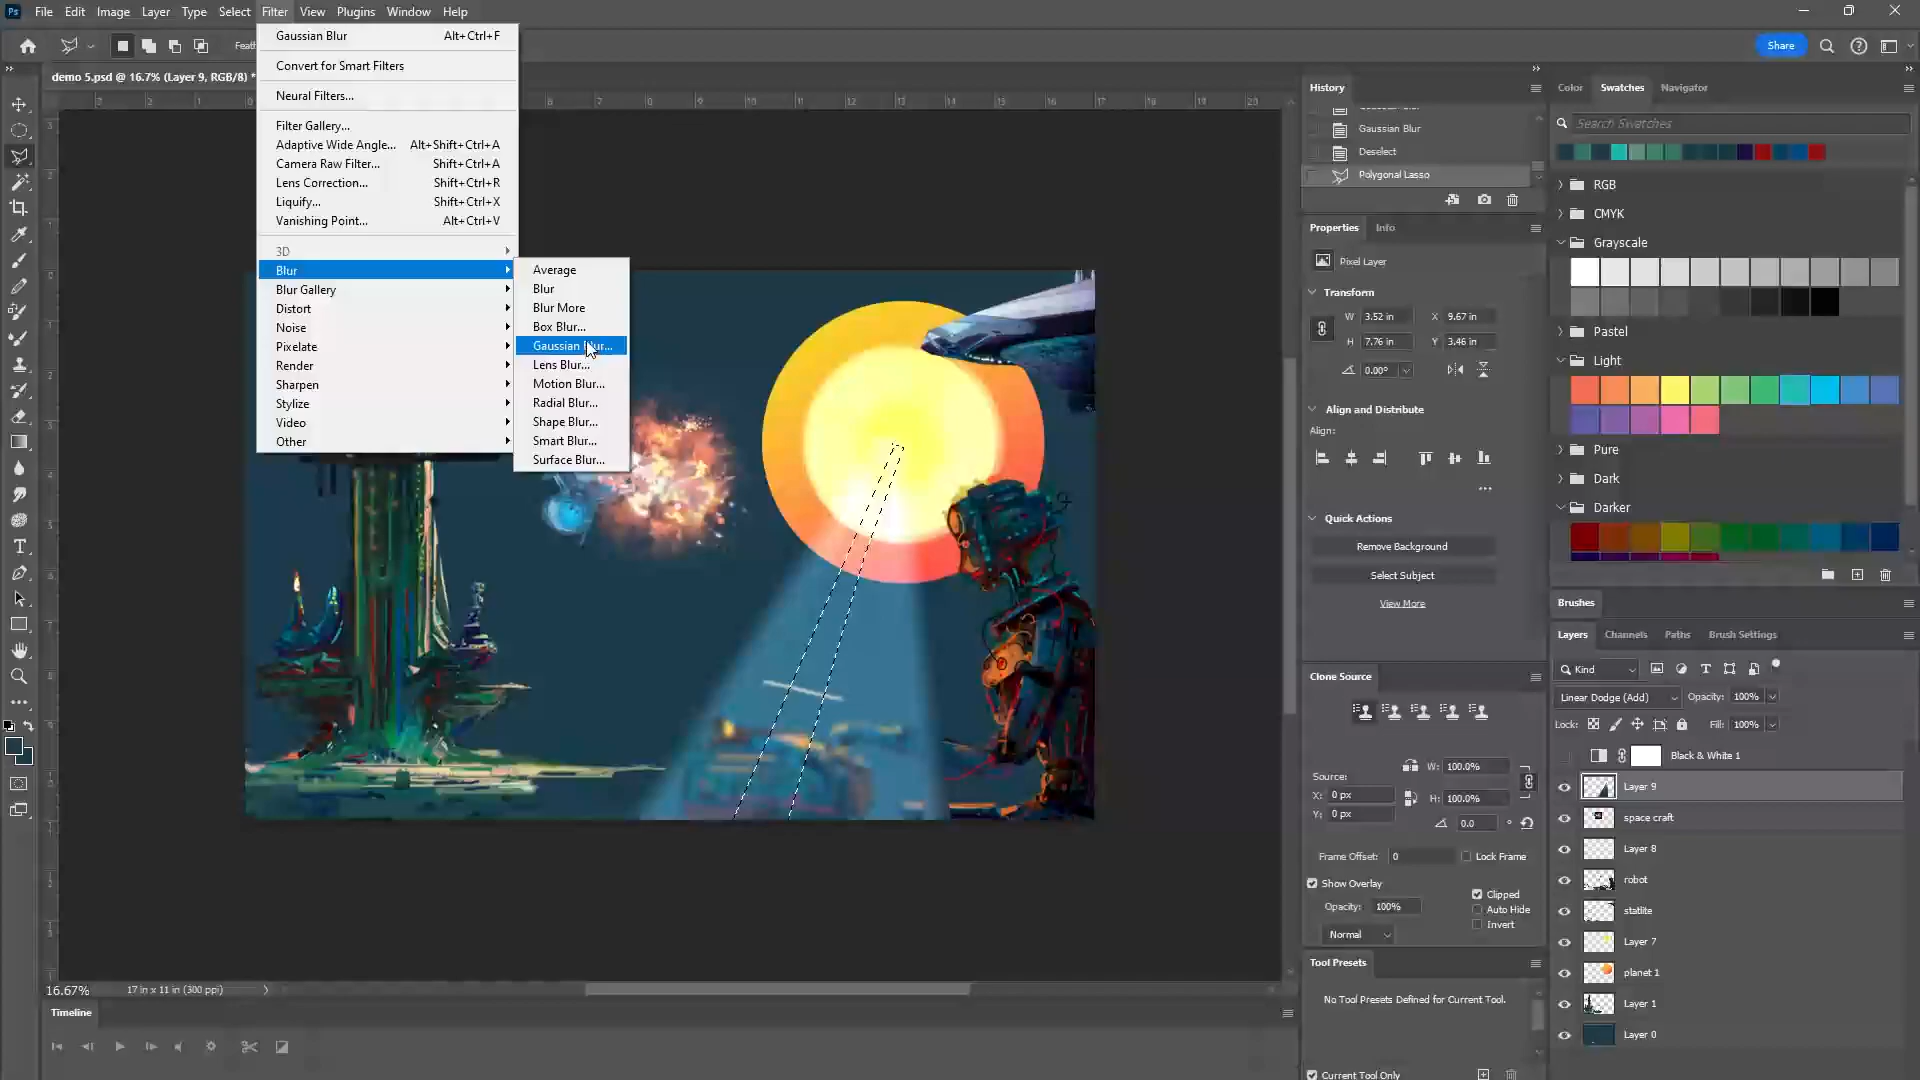 Ps File Edit Image Layer Type Select Filter View Plugins Window Help
Share
demo 5.psd @ 16.7% (Layer 9, RGB/8) *
Gaussian Blur Alt+Ctrl+F
Convert for Smart Filters
Neural Filters...
Filter Gallery...
Adaptive Wide Angle... Alt+Shift+Ctrl+A
Camera Raw Filter... Shift+Ctrl+A
Lens Correction... Shift+Ctrl+R
Liquify... Shift+Ctrl+X
Vanishing Point... Alt+Ctrl+V
3D
Blur
Blur Gallery
Distort
Noise
Pixelate
Render
Sharpen
Stylize
Video
Other
Average
Blur
Blur More
Box Blur...
Gaussian Blur...
Lens Blur...
Motion Blur...
Radial Blur...
Shape Blur...
Smart Blur...
Surface Blur...
16.67% 17 in x 11 in (300 ppi)
Timeline
History
Gaussian Blur
Deselect
Polygonal Lasso
Properties Info
Pixel Layer
Transform
W 3.52 in X 9.67 in
H 7.76 in Y 3.46 in
0.00°
Align and Distribute
Align:
Quick Actions
Remove Background
Select Subject
View More
Clone Source
Source: W: 100.0%
X: 0 px H: 100.0%
Y: 0 px 0.0 °
Frame Offset: 0 Lock Frame
Show Overlay Clipped
Opacity: 100% Auto Hide
Normal Invert
Tool Presets
No Tool Presets Defined for Current Tool.
Current Tool Only
Color Swatches Navigator
Search Swatches
RGB
CMYK
Grayscale
Pastel
Light
Pure
Dark
Darker
Brushes
Layers Channels Paths Brush Settings
Kind
Linear Dodge (Add) Opacity: 100%
Lock: Fill: 100%
Black & White 1
Layer 9
space craft
Layer 8
robot
statlite
Layer 7
planet 1
Layer 1
Layer 0